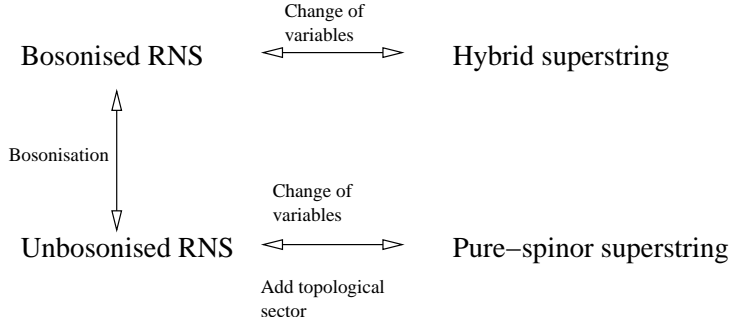 Change of
variables
Bosonised RNS
Hybrid superstring
Bosonisation
Change of
variables
Unbosonised RNS
Pure-spinor superstring
Add topological
sector